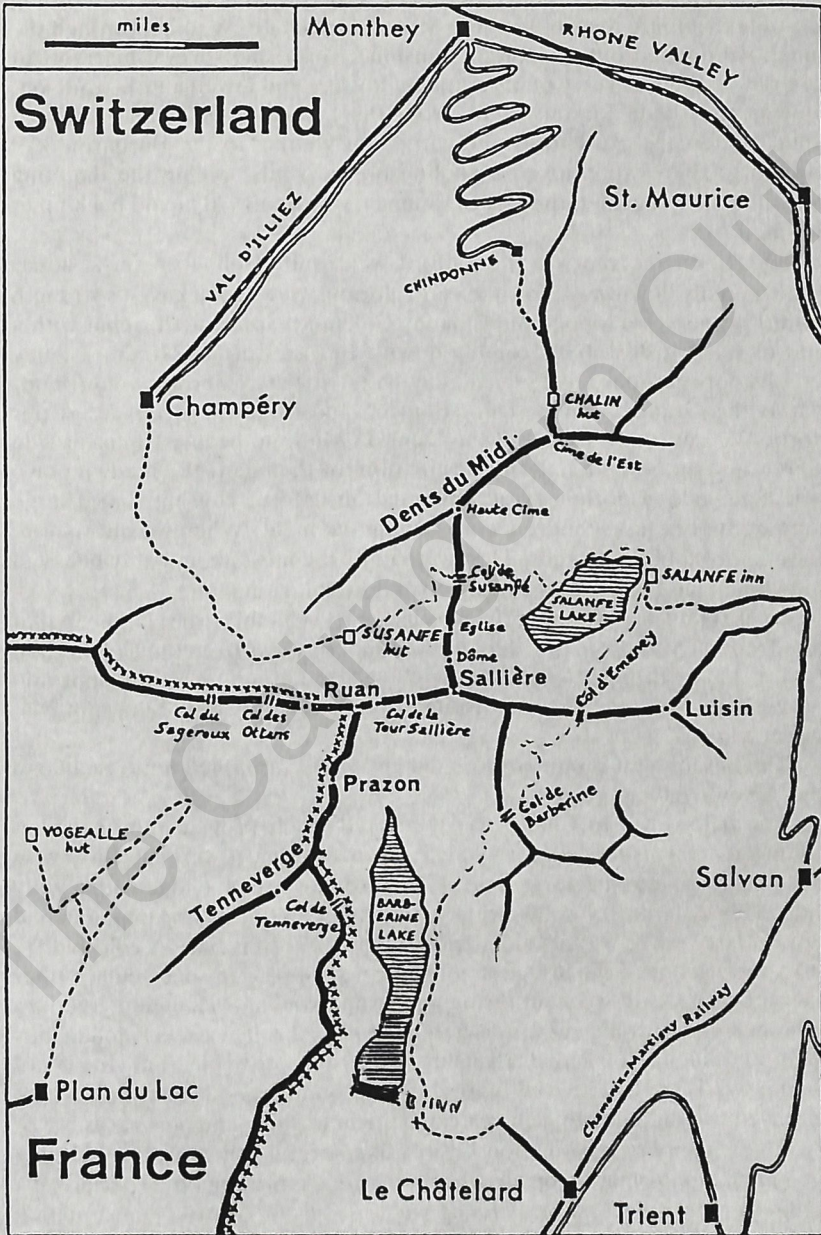 miles
Monthey
RHONE VALLEY
Switzerland
St. Maurice
VAL D'ILLIEZ
CHINDONNE
Champéry
CHALIN
hut
Cime de l'Est
Dents du Midi
Haute Cime
Col de
Susanfe
SALANFE inn
SALANFE
LAKE
Eglise
SUSANFE
hut
Dôme
Sallière
Col d'Emaney
Ruan
Col du
Sageroux
Col des
Ottans
Col de la
Tour Sallière
Luisin
Prazon
Col de
Barberine
VOGEALLE
hut
Tenneverge
Col de
Tenneverge
BARB-
ERINE
LAKE
Salvan
Chamonix-Martigny Railway
Plan du Lac
INN
France
Le Châtelard
Trient
The Cairngorm Club